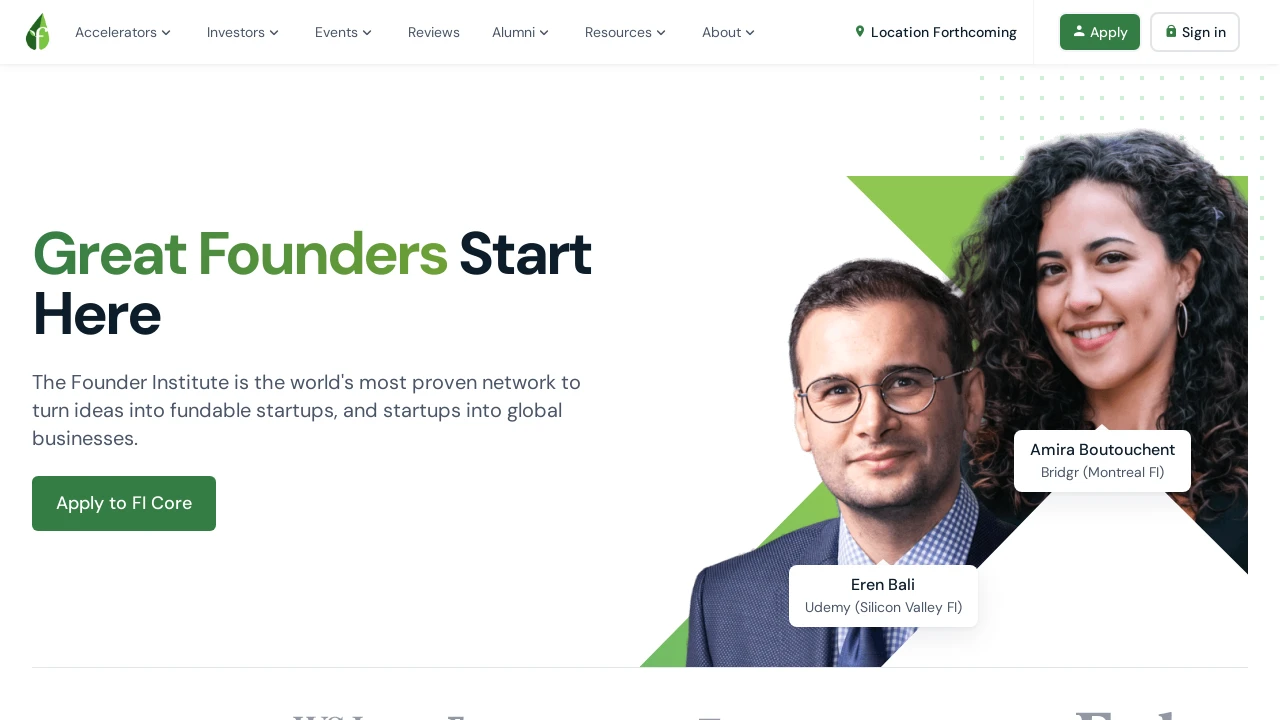 Accelerators
Investors
Events
Reviews
Alumni
Resources
About
Location Forthcoming
Apply
Sign in
Great Founders Start
Here
The Founder Institute is the world's most proven network to
turn ideas into fundable startups, and startups into global
businesses.
Apply to FI Core
Amira Boutouchent
Bridgr (Montreal FI)
Eren Bali
Udemy (Silicon Valley FI)